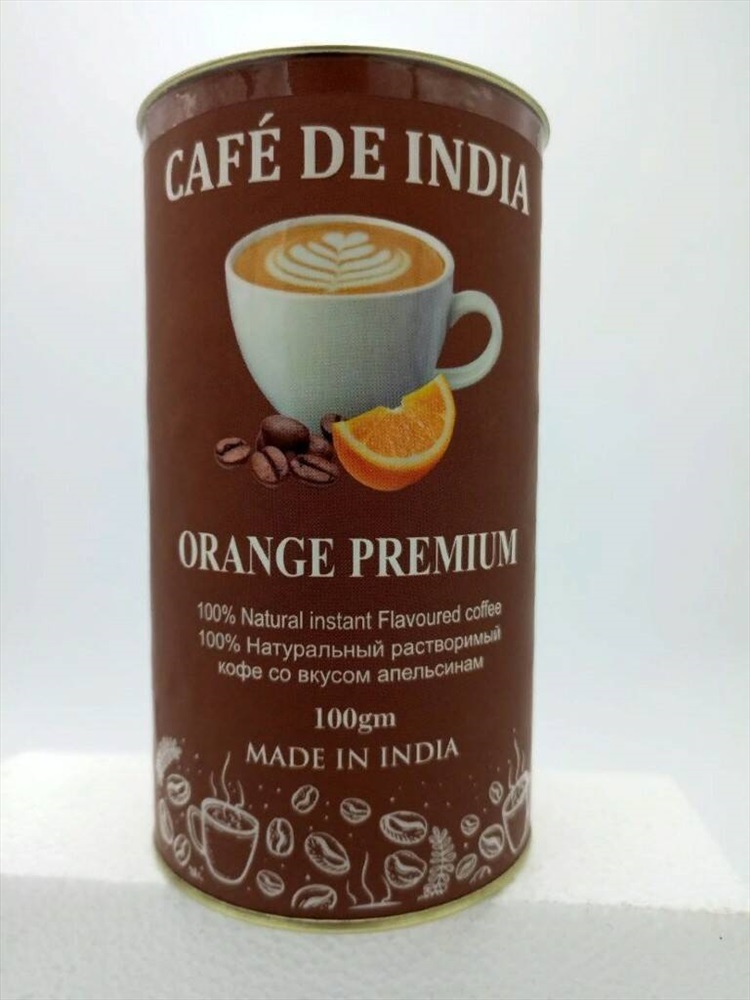 CAFÉ DE INDIA
ORANGE PREMIUM
100% Natural instant Flavoured coffee
100% Натуральный растворимый
кофе со вкусом апельсинам
100gm
MADE IN INDIA